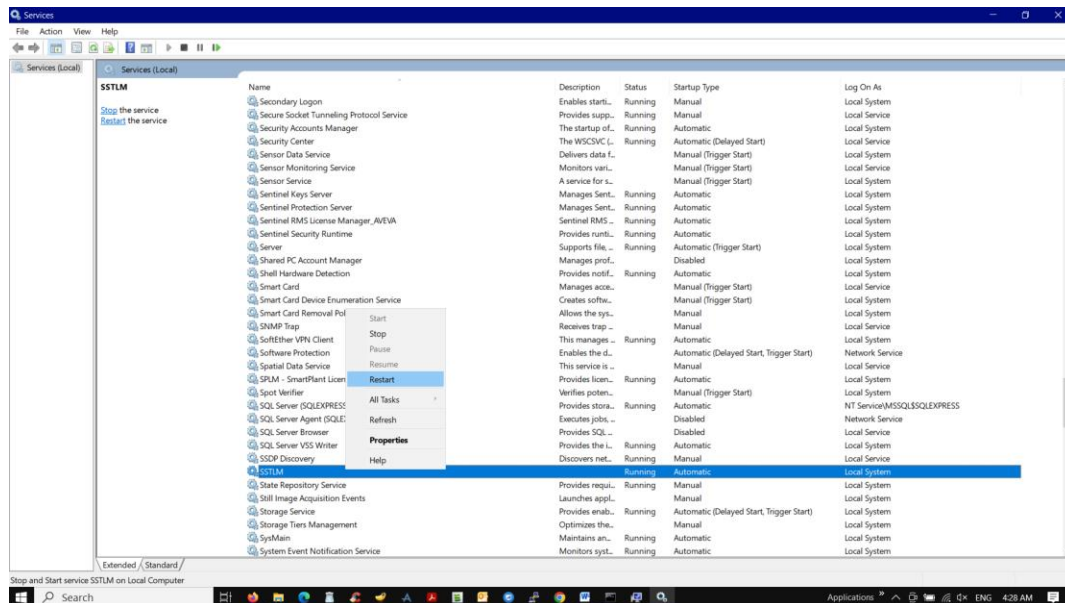 Services
File Action View Help
Services (Local)
Services (Local)
SSTLM
Stop the service
Restart the service
Name Description Status Startup Type Log On As
Secondary Logon Enables starti... Running Manual Local System
Secure Socket Tunneling Protocol Service Provides supp... Running Manual Local Service
Security Accounts Manager The startup of... Running Automatic Local System
Security Center The WSCSVC (... Running Automatic (Delayed Start) Local Service
Sensor Data Service Delivers data f... Manual (Trigger Start) Local System
Sensor Monitoring Service Monitors vari... Manual (Trigger Start) Local Service
Sensor Service A service for s... Manual (Trigger Start) Local System
Sentinel Keys Server Manages Sent... Running Automatic Local System
Sentinel Protection Server Manages Sent... Running Automatic Local System
Sentinel RMS License Manager_AVEVA Sentinel RMS ... Running Automatic Local System
Sentinel Security Runtime Provides runti... Running Automatic Local System
Server Supports file, ... Running Automatic (Trigger Start) Local System
Shared PC Account Manager Manages prof... Disabled Local System
Shell Hardware Detection Provides notif... Running Automatic Local System
Smart Card Manages acce... Manual (Trigger Start) Local Service
Smart Card Device Enumeration Service Creates softw... Manual (Trigger Start) Local System
Smart Card Removal Pol Allows the sys... Manual Local System
SNMP Trap Receives trap ... Manual Local Service
SoftEther VPN Client This manages ... Running Automatic Local System
Software Protection Enables the d... Automatic (Delayed Start, Trigger Start) Network Service
Spatial Data Service This service is ... Manual Local Service
SPLM - SmartPlant Licen Provides licen... Running Automatic Local System
Spot Verifier Verifies poten... Manual (Trigger Start) Local System
SQL Server (SQLEXPRESS Provides stora... Running Automatic NT Service\MSSQL$SQLEXPRESS
SQL Server Agent (SQLE Executes jobs, ... Disabled Network Service
SQL Server Browser Provides SQL ... Disabled Local Service
SQL Server VSS Writer Provides the i... Running Automatic Local System
SSDP Discovery Discovers net... Running Manual Local Service
SSTLM Running Automatic Local System
State Repository Service Provides requi... Running Manual Local System
Still Image Acquisition Events Launches appl... Manual Local System
Storage Service Provides enab... Running Automatic (Delayed Start, Trigger Start) Local System
Storage Tiers Management Optimizes the... Manual Local System
SysMain Maintains an... Running Automatic Local System
System Event Notification Service Monitors syst... Running Automatic Local System
Start
Stop
Pause
Resume
Restart
All Tasks
Refresh
Properties
Help
Extended Standard
Stop and Start service SSTLM on Local Computer
Search Applications ENG 4:28 AM